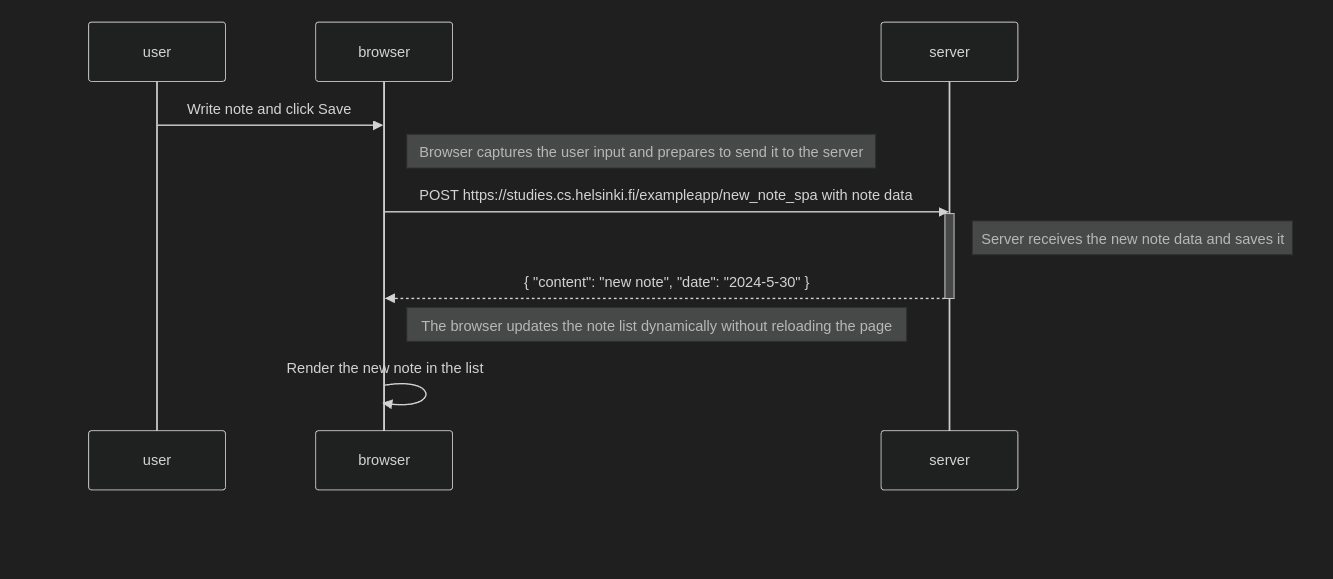 user
browser
server
Write note and click Save
Browser captures the user input and prepares to send it to the server
POST https://studies.cs.helsinki.fi/exampleapp/new_note_spa with note data
Server receives the new note data and saves it
{ "content": "new note", "date": "2024-5-30" }
The browser updates the note list dynamically without reloading the page
Render the new note in the list
user
browser
server